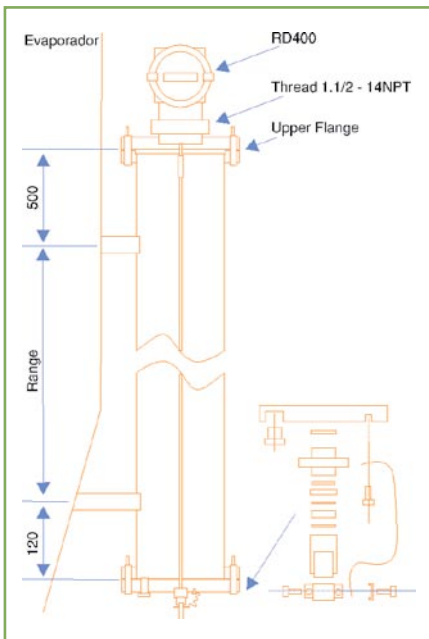 Evaporador
RD400
Thread 1.1/2 - 14NPT
Upper Flange
500
Range
120